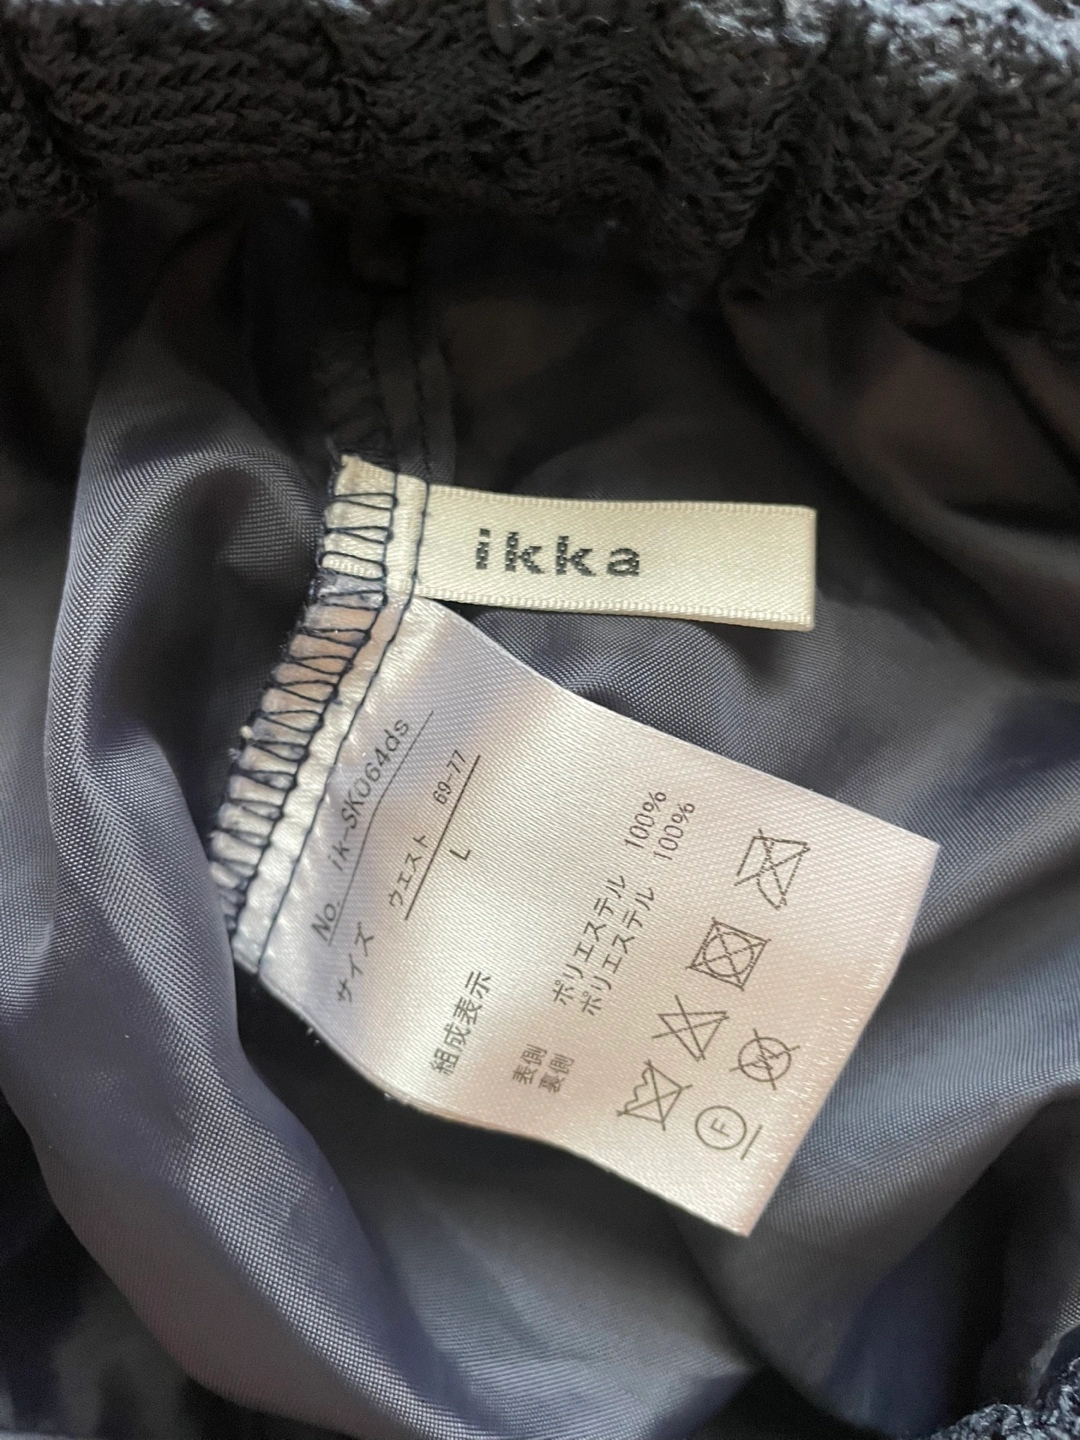 ikka
No. ik-SK064ds
サイズ ウエスト 69-77
L
組成表示
表側 ポリエステル 100%
裏側 ポリエステル 100%
F
W